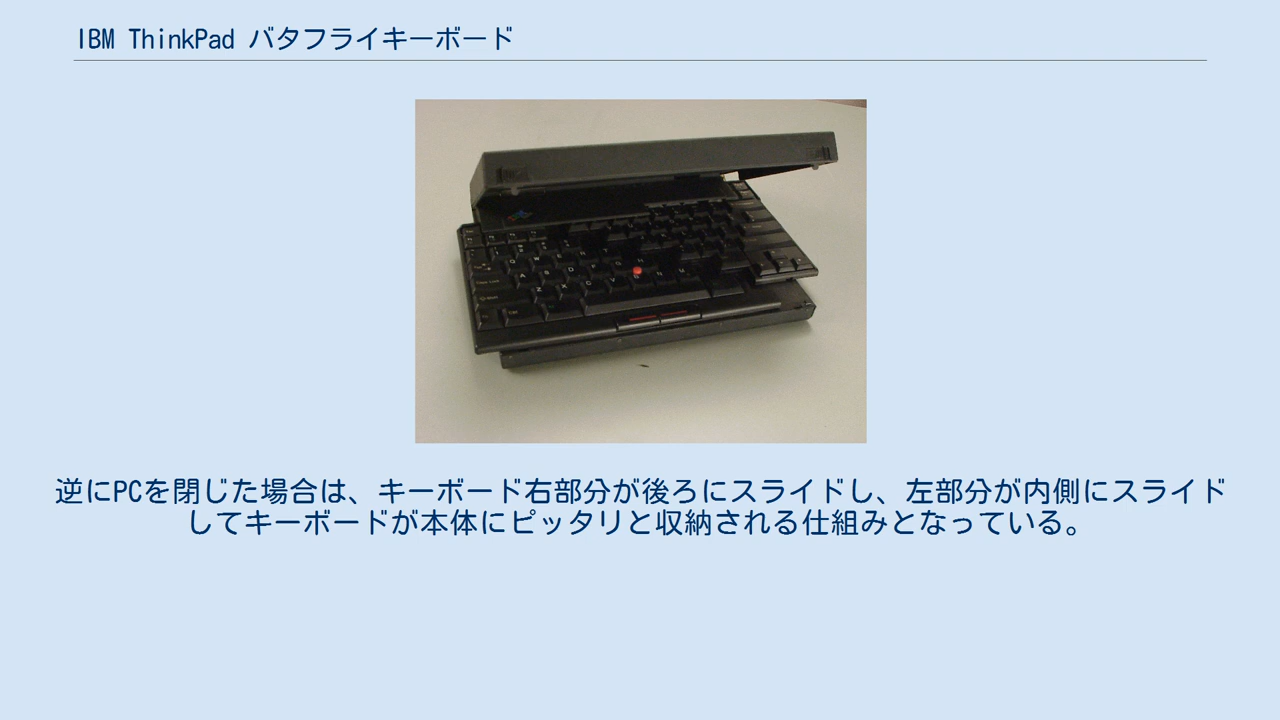 IBM ThinkPad バタフライキーボード
逆にPCを閉じた場合は、キーボード右部分が後ろにスライドし、左部分が内側にスライド
してキーボードが本体にピッタリと収納される仕組みとなっている。